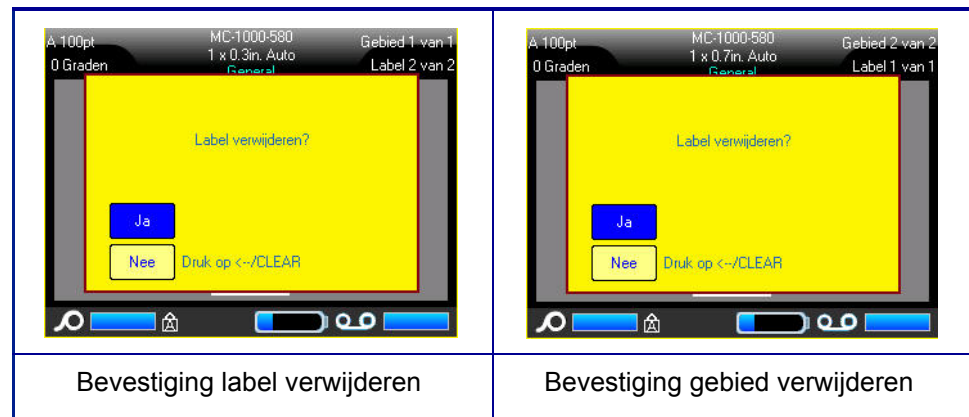 A 100pt MC-1000-580 Gebied 1 van 1
0 Graden 1 x 0.3in. Auto Label 2 van 2
General
Label verwijderen?
Ja
Nee Druk op <--/CLEAR
A
Bevestiging label verwijderen
A 100pt MC-1000-580 Gebied 2 van 2
0 Graden 1 x 0.7in. Auto Label 1 van 1
General
Label verwijderen?
Ja
Nee Druk op <--/CLEAR
A
Bevestiging gebied verwijderen